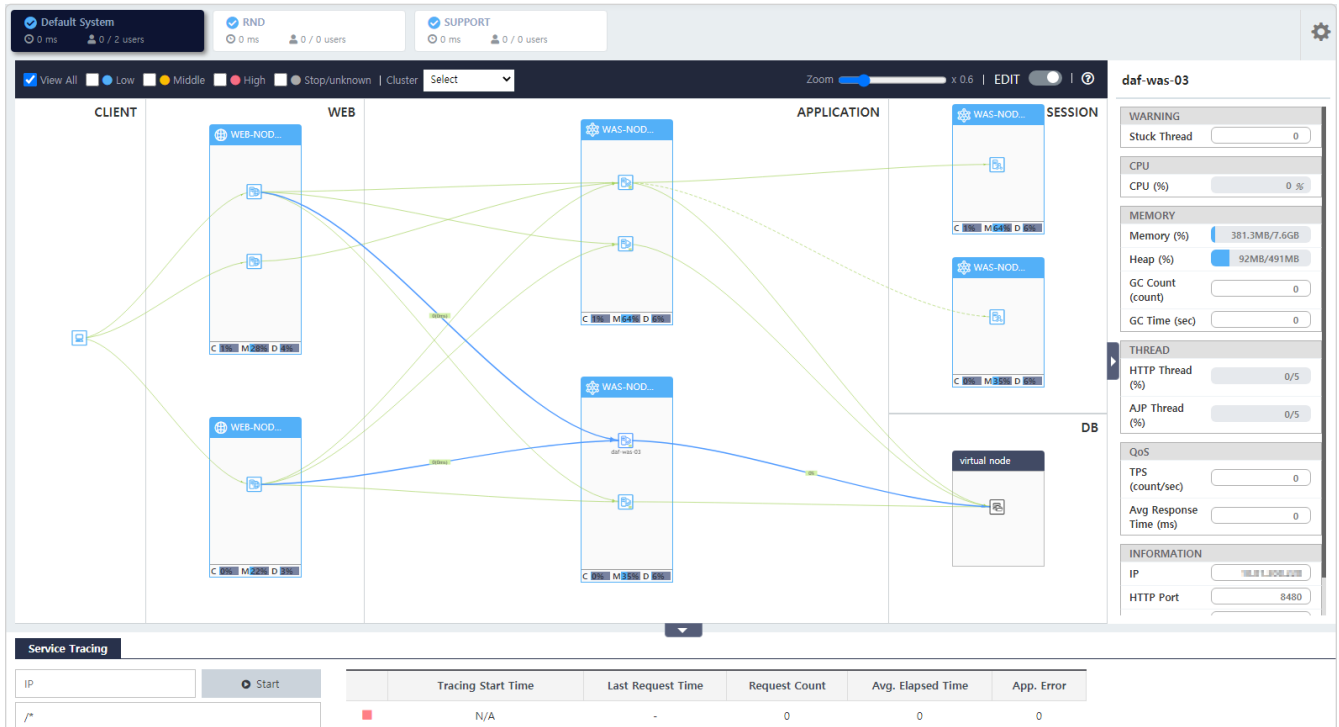 Default System
0 ms 0 / 2 users
RND
0 ms 0 / 0 users
SUPPORT
0 ms 0 / 0 users
View All Low Middle High Stop/unknown | Cluster Select
Zoom x 0.6 | EDIT |
CLIENT
WEB
APPLICATION
SESSION
DB
WEB-NOD...
C 1% M 28% D 4%
WEB-NOD...
C 0% M 22% D 3%
WAS-NOD...
C 1% M 64% D 6%
WAS-NOD...
daf-was-03
C 0% M 35% D 6%
WAS-NOD...
C 1% M 64% D 6%
WAS-NOD...
C 0% M 35% D 6%
virtual node
daf-was-03
WARNING
Stuck Thread 0
CPU
CPU (%) 0 %
MEMORY
Memory (%) 381.3MB/7.6GB
Heap (%) 92MB/491MB
GC Count
(count) 0
GC Time (sec) 0
THREAD
HTTP Thread
(%) 0/5
AJP Thread
(%) 0/5
QoS
TPS
(count/sec) 0
Avg Response
Time (ms) 0
INFORMATION
IP
HTTP Port 8480
Service Tracing
IP
Start
/*
Tracing Start Time Last Request Time Request Count Avg. Elapsed Time App. Error
N/A - 0 0 0